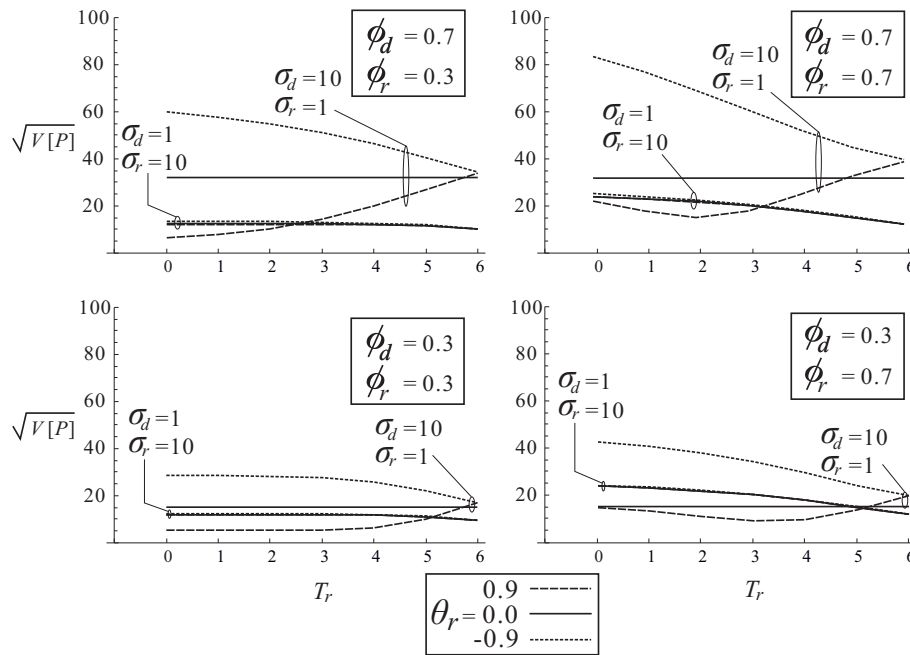 ϕd = 0.7
ϕr = 0.3
σd = 10
σr = 1
σd = 1
σr = 10
√V[P]
100
80
60
40
20
0 1 2 3 4 5 6
ϕd = 0.7
ϕr = 0.7
σd = 10
σr = 1
σd = 1
σr = 10
100
80
60
40
20
0 1 2 3 4 5 6
ϕd = 0.3
ϕr = 0.3
σd = 1
σr = 10
σd = 10
σr = 1
√V[P]
100
80
60
40
20
0 1 2 3 4 5 6
Tr
ϕd = 0.3
ϕr = 0.7
σd = 1
σr = 10
σd = 10
σr = 1
100
80
60
40
20
0 1 2 3 4 5 6
Tr
0.9
θr = 0.0
-0.9